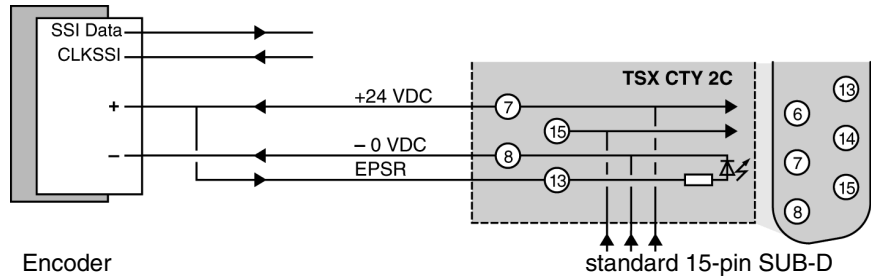 SSI Data
CLKSSI
TSX CTY 2C
+24 VDC
+
7
13
6
15
14
– 0 VDC
–
8
7
EPSR
13
15
8
Encoder
standard 15-pin SUB-D